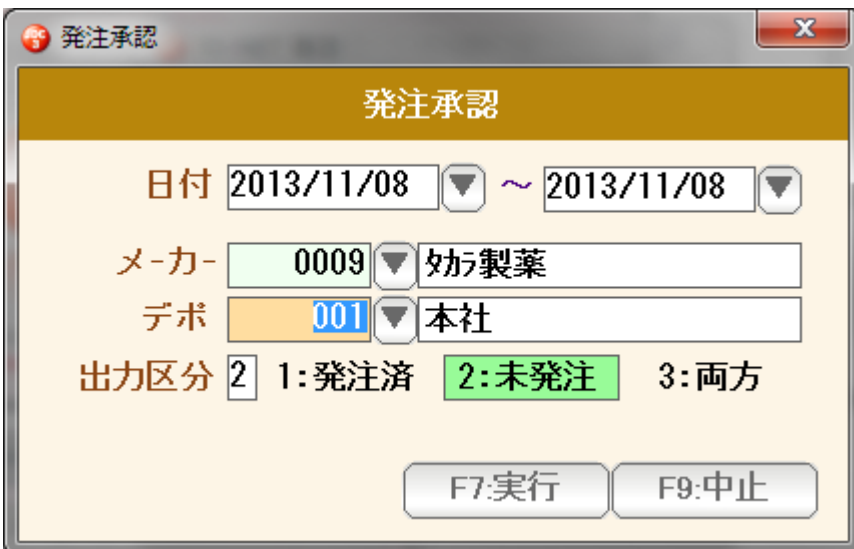 発注承認
発注承認
日付 2013/11/08 ～ 2013/11/08
メーカー 0009 ﾀｶﾗ製薬
デポ 001 本社
出力区分 2 1:発注済 2:未発注 3:両方
F7:実行 F9:中止